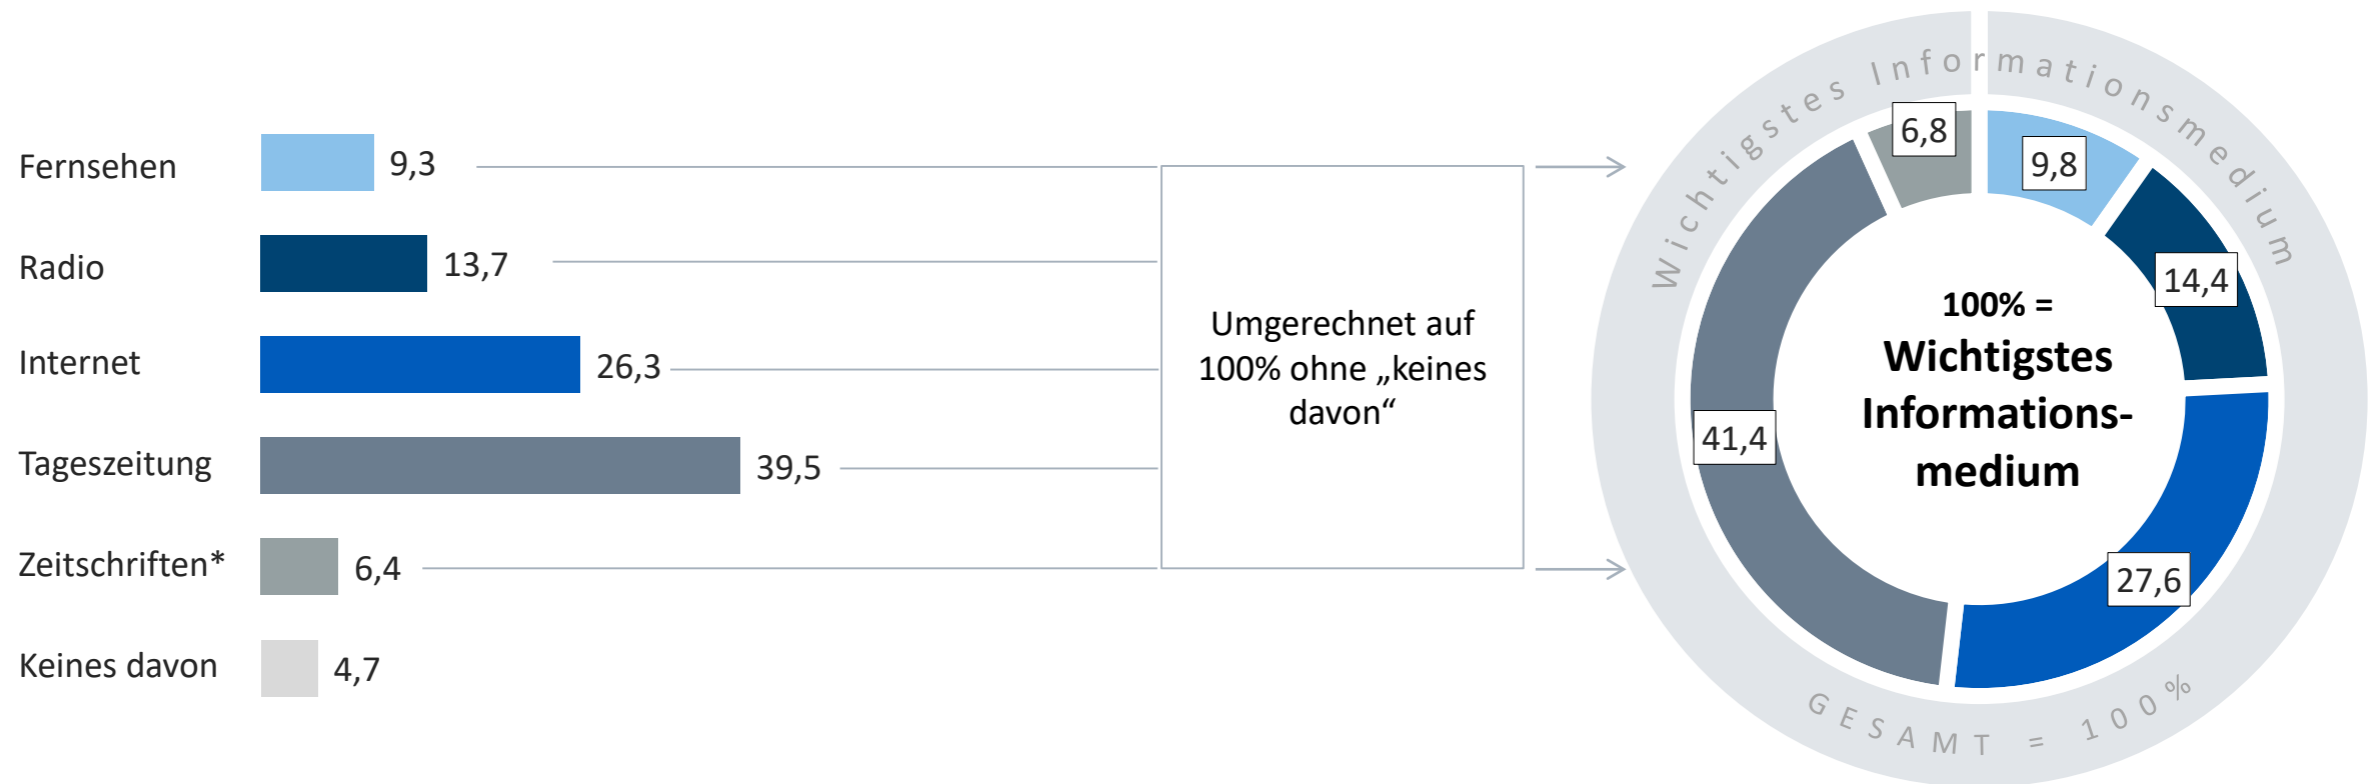 Fernsehen
9,3
Radio
13,7
Internet
26,3
Tageszeitung
39,5
Zeitschriften*
6,4
Keines davon
4,7
Umgerechnet auf
100% ohne „keines
davon“
Wichtigstes Informationsmedium
6,8
9,8
14,4
41,4
27,6
100% =
Wichtigstes
Informations-
medium
GESAMT = 100%